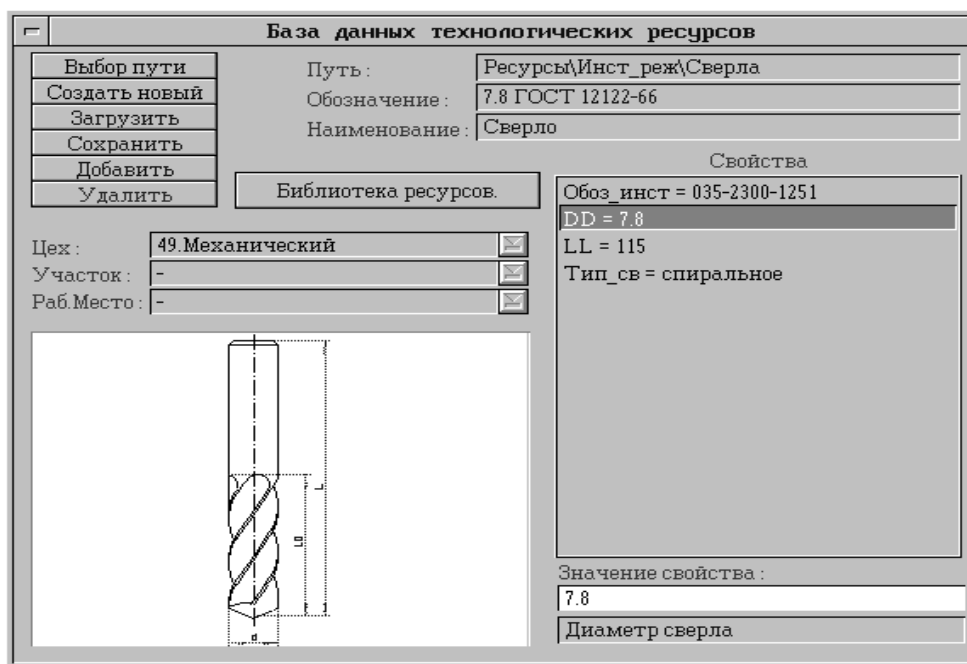 База данных технологических ресурсов
Выбор пути
Создать новый
Загрузить
Сохранить
Добавить
Удалить
Путь : Ресурсы\Инст_реж\Сверла
Обозначение : 7.8 ГОСТ 12122-66
Наименование : Сверло
Библиотека ресурсов.
Цех : 49.Механический
Участок : -
Раб.Место : -
Свойства
Обоз_инст = 035-2300-1251
DD = 7.8
LL = 115
Тип_св = спиральное
L
L0
d
Значение свойства :
7.8
Диаметр сверла